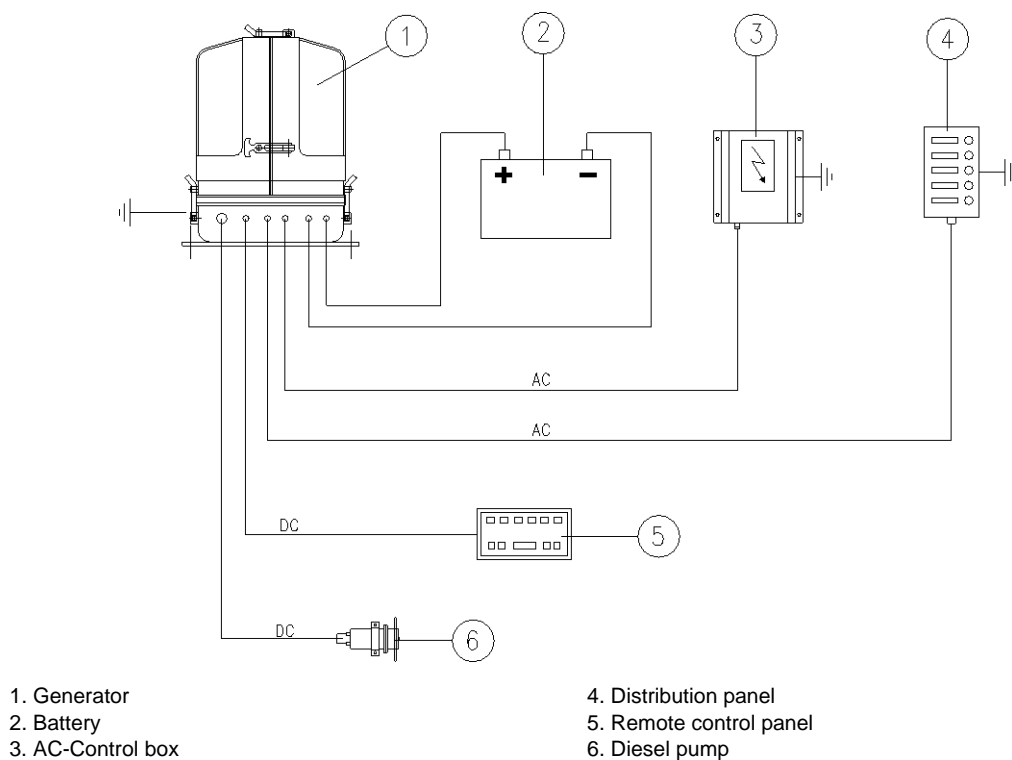 1
2
3
4
+
−
AC
AC
DC
5
DC
6
1. Generator
2. Battery
3. AC-Control box
4. Distribution panel
5. Remote control panel
6. Diesel pump